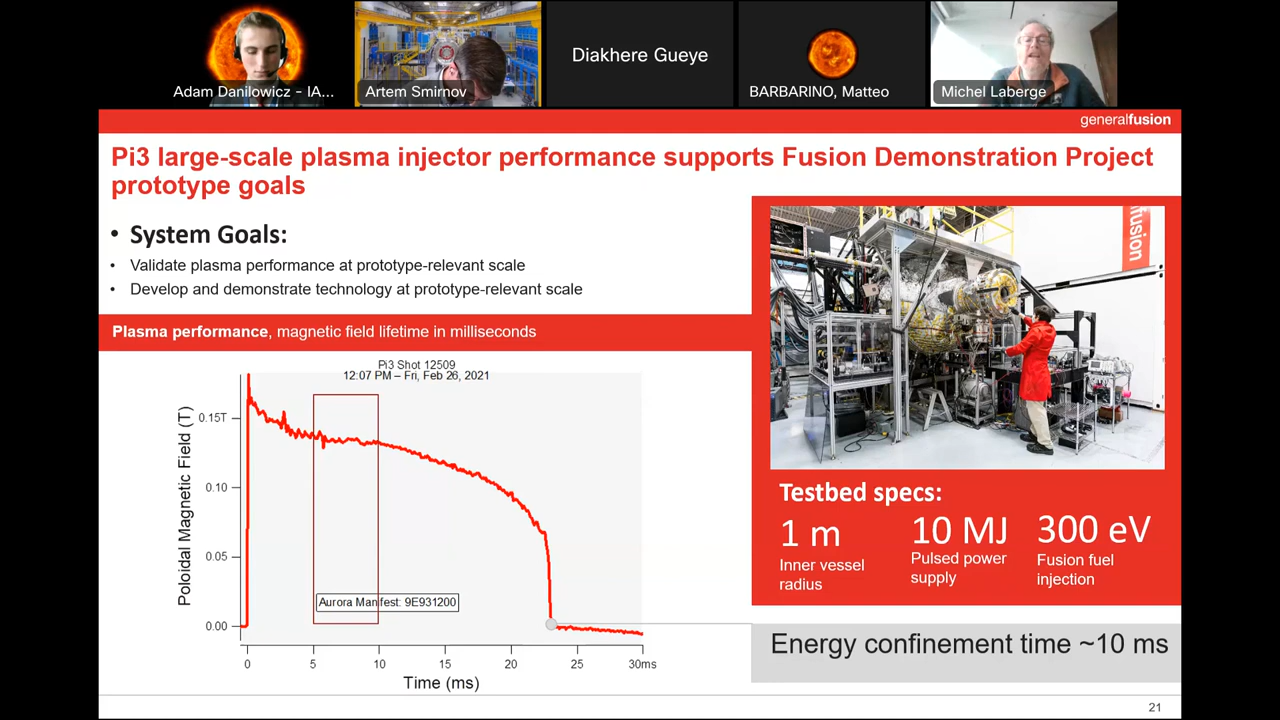 Adam Danilowicz - IA...
Artem Smirnov
Diakhere Gueye
BARBARINO, Matteo
Michel Laberge
generalfusion
Pi3 large-scale plasma injector performance supports Fusion Demonstration Project
prototype goals
• System Goals:
• Validate plasma performance at prototype-relevant scale
• Develop and demonstrate technology at prototype-relevant scale
Plasma performance, magnetic field lifetime in milliseconds
Pi3 Shot 12509
12:07 PM – Fri, Feb 26, 2021
Poloidal Magnetic Field (T)
0.15T
0.10
0.05
0.00
Aurora Manifest: 9E931200
0 5 10 15 20 25 30ms
Time (ms)
fusion
Testbed specs:
1 m
Inner vessel
radius
10 MJ
Pulsed power
supply
300 eV
Fusion fuel
injection
Energy confinement time ~10 ms
21